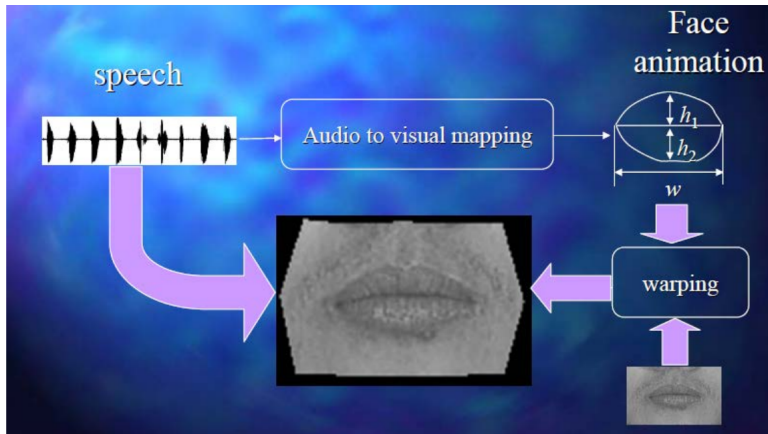 speech
Face
animation
Audio to visual mapping
h₁
h₂
w
warping